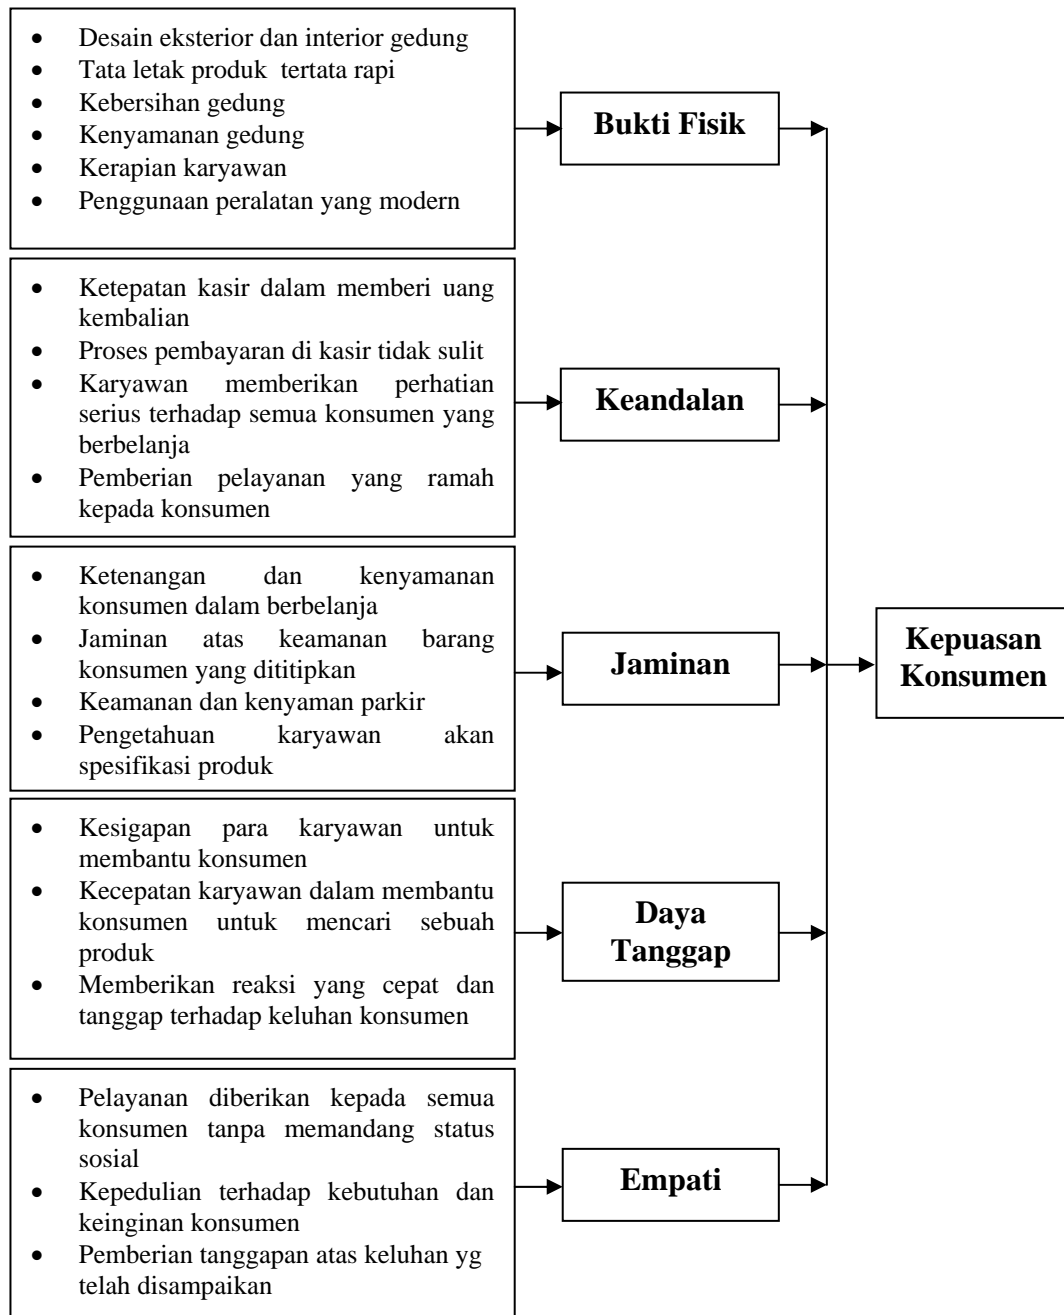 • Desain eksterior dan interior gedung
• Tata letak produk tertata rapi
• Kebersihan gedung
• Kenyamanan gedung
• Kerapian karyawan
• Penggunaan peralatan yang modern
Bukti Fisik
• Ketepatan kasir dalam memberi uang
kembalian
• Proses pembayaran di kasir tidak sulit
• Karyawan memberikan perhatian
serius terhadap semua konsumen yang
berbelanja
• Pemberian pelayanan yang ramah
kepada konsumen
Keandalan
• Ketenangan dan kenyamanan
konsumen dalam berbelanja
• Jaminan atas keamanan barang
konsumen yang dititipkan
• Keamanan dan kenyaman parkir
• Pengetahuan karyawan akan
spesifikasi produk
Jaminan
• Kesigapan para karyawan untuk
membantu konsumen
• Kecepatan karyawan dalam membantu
konsumen untuk mencari sebuah
produk
• Memberikan reaksi yang cepat dan
tanggap terhadap keluhan konsumen
Daya
Tanggap
• Pelayanan diberikan kepada semua
konsumen tanpa memandang status
sosial
• Kepedulian terhadap kebutuhan dan
keinginan konsumen
• Pemberian tanggapan atas keluhan yg
telah disampaikan
Empati
Kepuasan
Konsumen